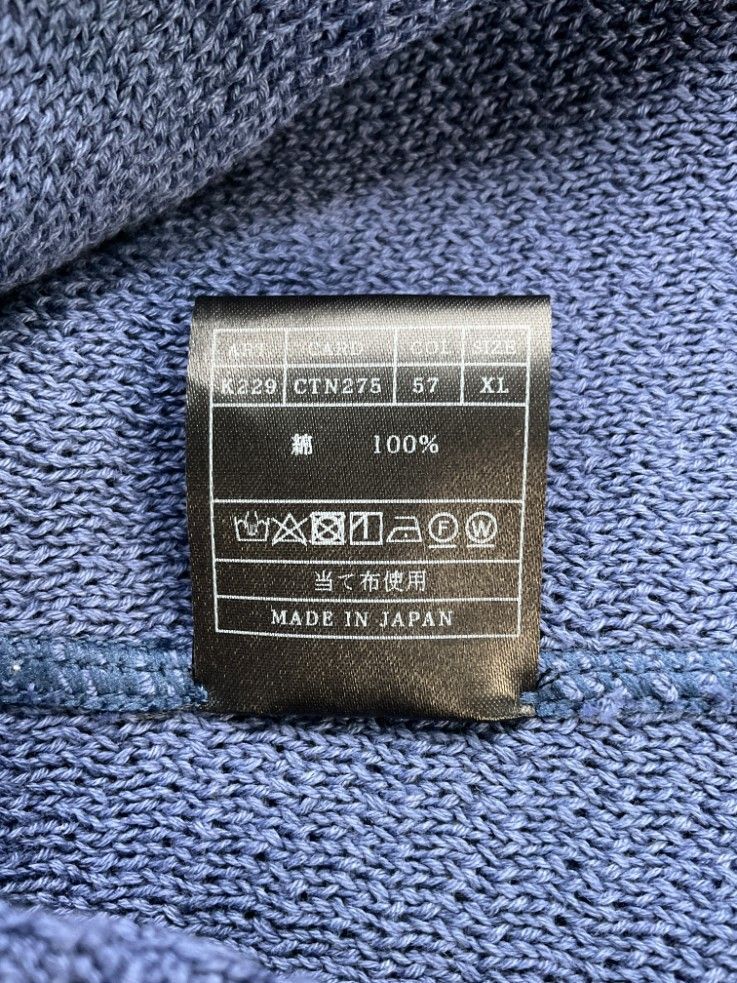 ART CARD COL SIZE
K229 CTN275 57 XL
綿 100%
F W
当て布使用
MADE IN JAPAN